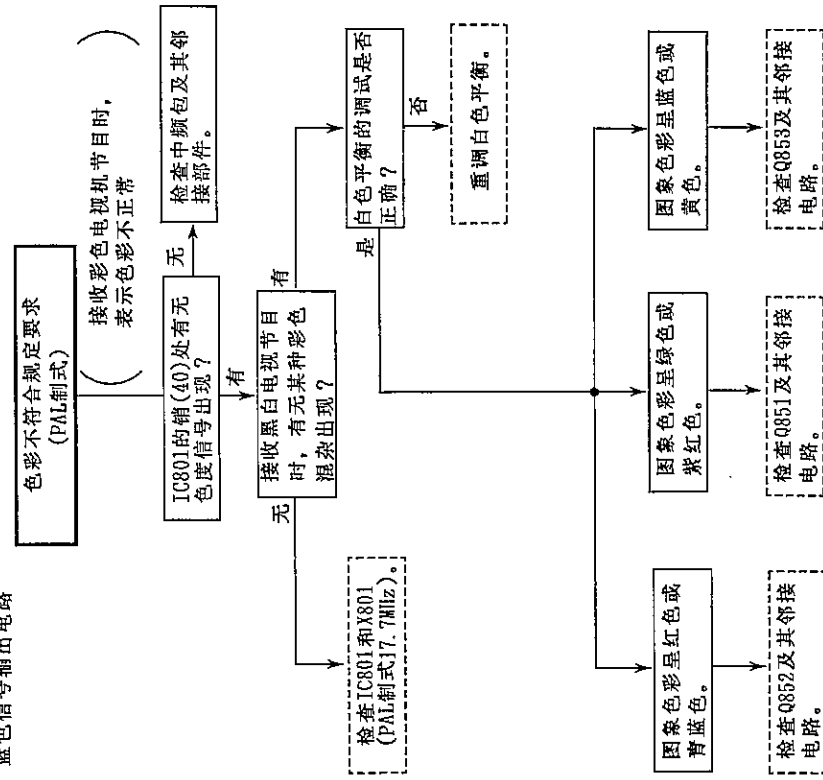 蓝色信号输出电路
色彩不符合规定要求
(PAL制式)
接收彩色电视机节目时,
表示色彩不正常
IC801的销(40)处有无
色度信号出现?
无
检查中频包及其邻
接部件。
有
接收黑白电视节目
时, 有无某种彩色
混杂出现?
无
有
检查IC801和X801
(PAL制式17.7MHz)。
白色平衡的调试是否
正确?
否
重调白色平衡。
是
图象色彩呈红色或
青蓝色。
图象色彩呈绿色或
紫红色。
图象色彩呈蓝色或
黄色。
检查Q852及其邻接
电路。
检查Q851及其邻接
电路。
检查Q853及其邻接
电路。